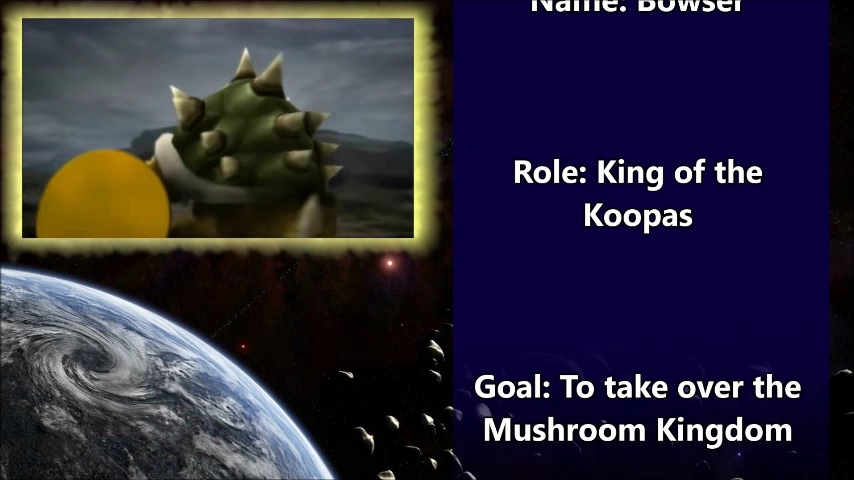 Name: Bowser
Role: King of the
Koopas
Goal: To take over the
Mushroom Kingdom